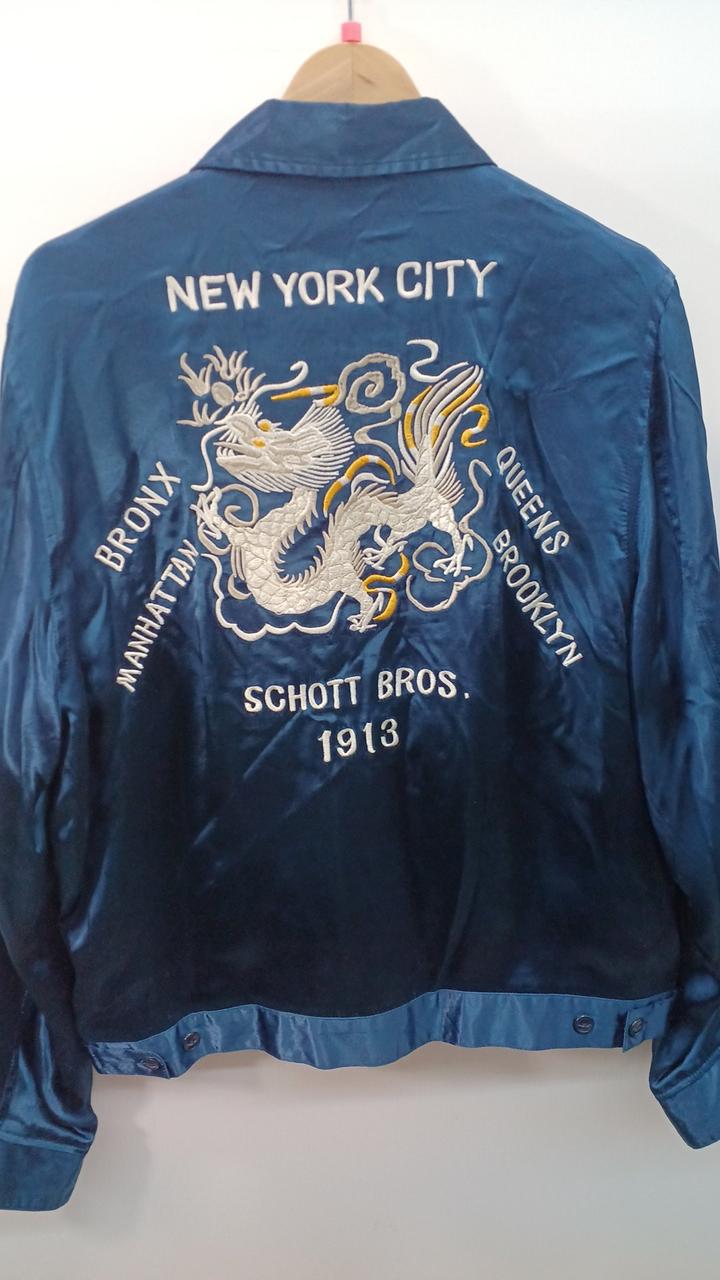 NEW YORK CITY
BRONX
MANHATTAN
QUEENS
BROOKLYN
SCHOTT BROS.
1913